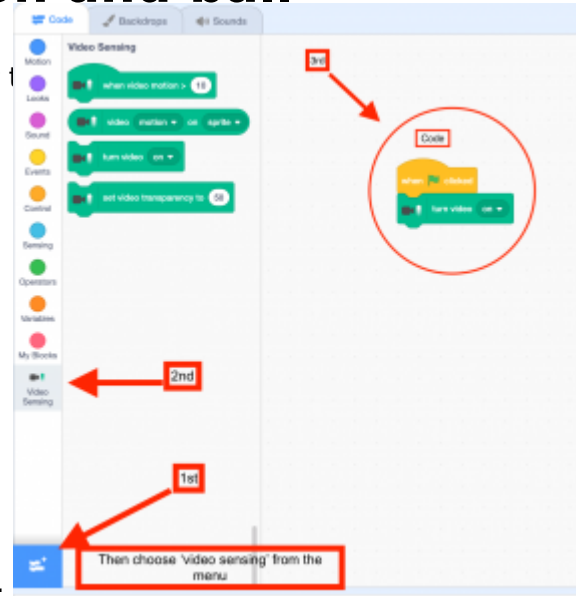 Code Backdrops Sounds
Motion
Looks
Sound
Events
Control
Sensing
Operators
Variables
My Blocks
Video
Sensing
Video Sensing
when video motion > 10
video motion on sprite
turn video on
set video transparency to 50
3rd
Code
when clicked
turn video on
2nd
1st
Then choose 'video sensing' from the
menu